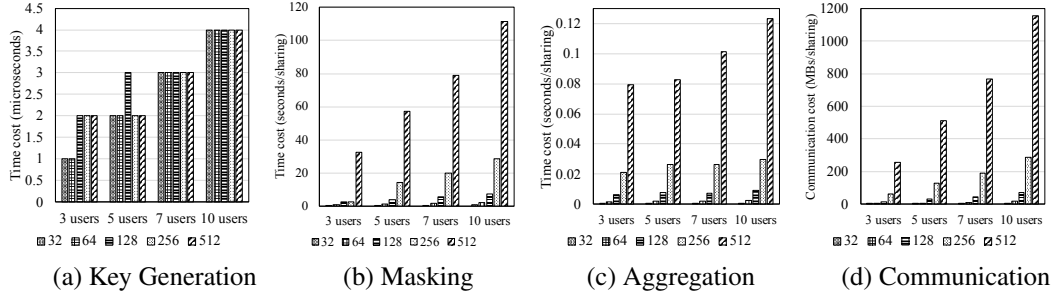 4.5
4
3.5
3
2.5
2
1.5
1
0.5
0
Time cost (microseconds)
3 users 5 users 7 users 10 users
32 64 128 256 512
(a) Key Generation
120
100
80
60
40
20
0
Time cost (seconds/sharing)
3 users 5 users 7 users 10 users
32 64 128 256 512
(b) Masking
0.12
0.1
0.08
0.06
0.04
0.02
0
Time cost (seconds/sharing)
3 users 5 users 7 users 10 users
32 64 128 256 512
(c) Aggregation
1200
1000
800
600
400
200
0
Communication cost (MBs/sharing)
3 users 5 users 7 users 10 users
32 64 128 256 512
(d) Communication